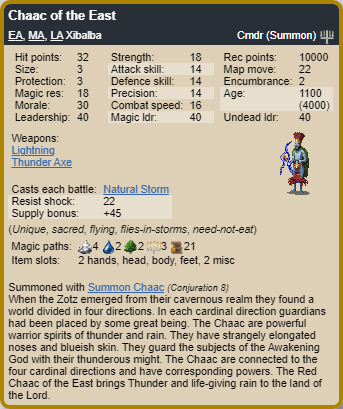 Chaac of the East
EA, MA, LA Xibalba Cmdr (Summon)
Hit points: 32 Strength: 18 Rec points: 10000
Size: 3 Attack skill: 14 Map move: 22
Protection: 3 Defence skill: 14 Encumbrance: 2
Magic res: 18 Precision: 14 Age: 1100
Morale: 30 Combat speed: 16 (4000)
Leadership: 40 Magic ldr: 40 Undead ldr: 40
Weapons:
Lightning
Thunder Axe
Casts each battle: Natural Storm
Resist shock: 22
Supply bonus: +45
(Unique, sacred, flying, flies-in-storms, need-not-eat)
Magic paths: 4 2 2 3 21
Item slots: 2 hands, head, body, feet, 2 misc
Summoned with Summon Chaac (Conjuration 8)
When the Zotz emerged from their cavernous realm they found a
world divided in four directions. In each cardinal direction guardians
had been placed by some great being. The Chaac are powerful
warrior spirits of thunder and rain. They have strangely elongated
noses and blueish skin. They guard the subjects of the Awakening
God with their thunderous might. The Chaac are connected to the
four cardinal directions and have corresponding powers. The Red
Chaac of the East brings Thunder and life-giving rain to the land of
the Lord.